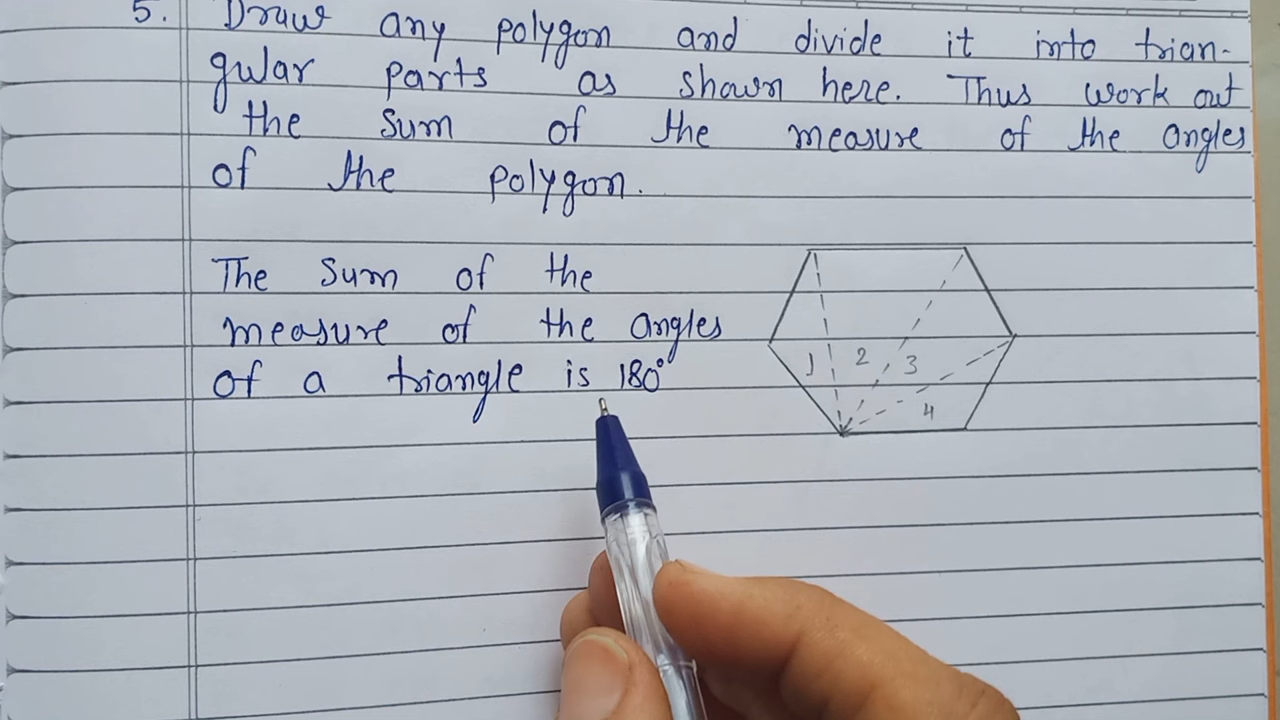 5. Draw any polygon and divide it into trian-
gular parts as shown here. Thus work out
the sum of the measure of the angles
of the polygon.
The Sum of the
measure of the angles
of a triangle is 180°
1 2 3
4